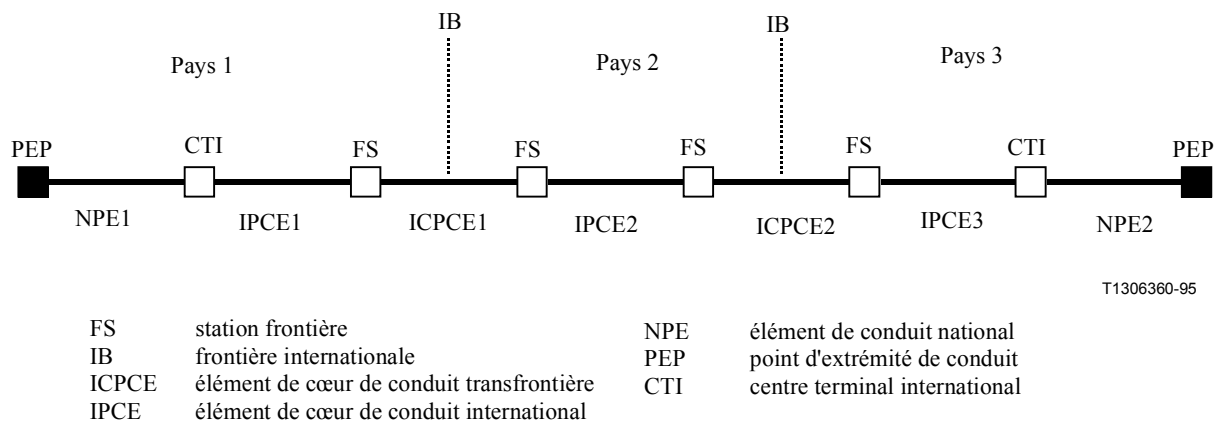 IB IB
Pays 1 Pays 2 Pays 3
PEP CTI FS FS FS FS CTI PEP
NPE1 IPCE1 ICPCE1 IPCE2 ICPCE2 IPCE3 NPE2
T1306360-95
FS station frontière
IB frontière internationale
ICPCE élément de cœur de conduit transfrontière
IPCE élément de cœur de conduit international
NPE élément de conduit national
PEP point d'extrémité de conduit
CTI centre terminal international